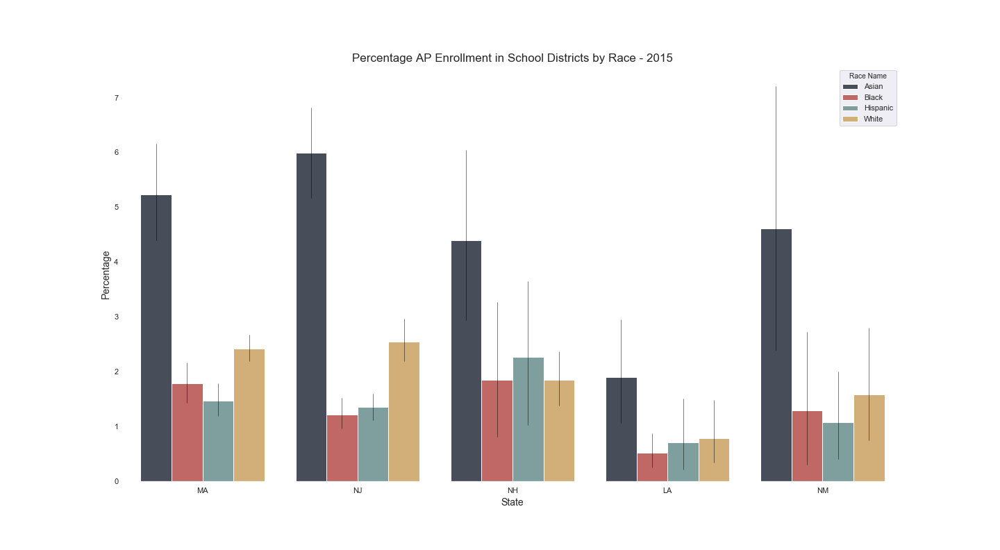 Percentage AP Enrollment in School Districts by Race - 2015
Race Name
Asian
Black
Hispanic
White
Percentage
7
6
5
4
3
2
1
0
MA
NJ
NH
LA
NM
State